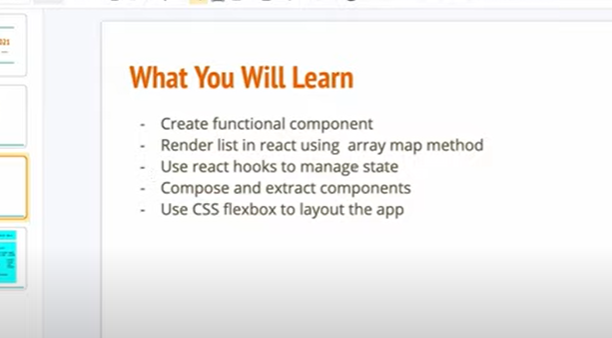 2021
What You Will Learn
- Create functional component
- Render list in react using  array map method
- Use react hooks to manage state
- Compose and extract components
- Use CSS flexbox to layout the app